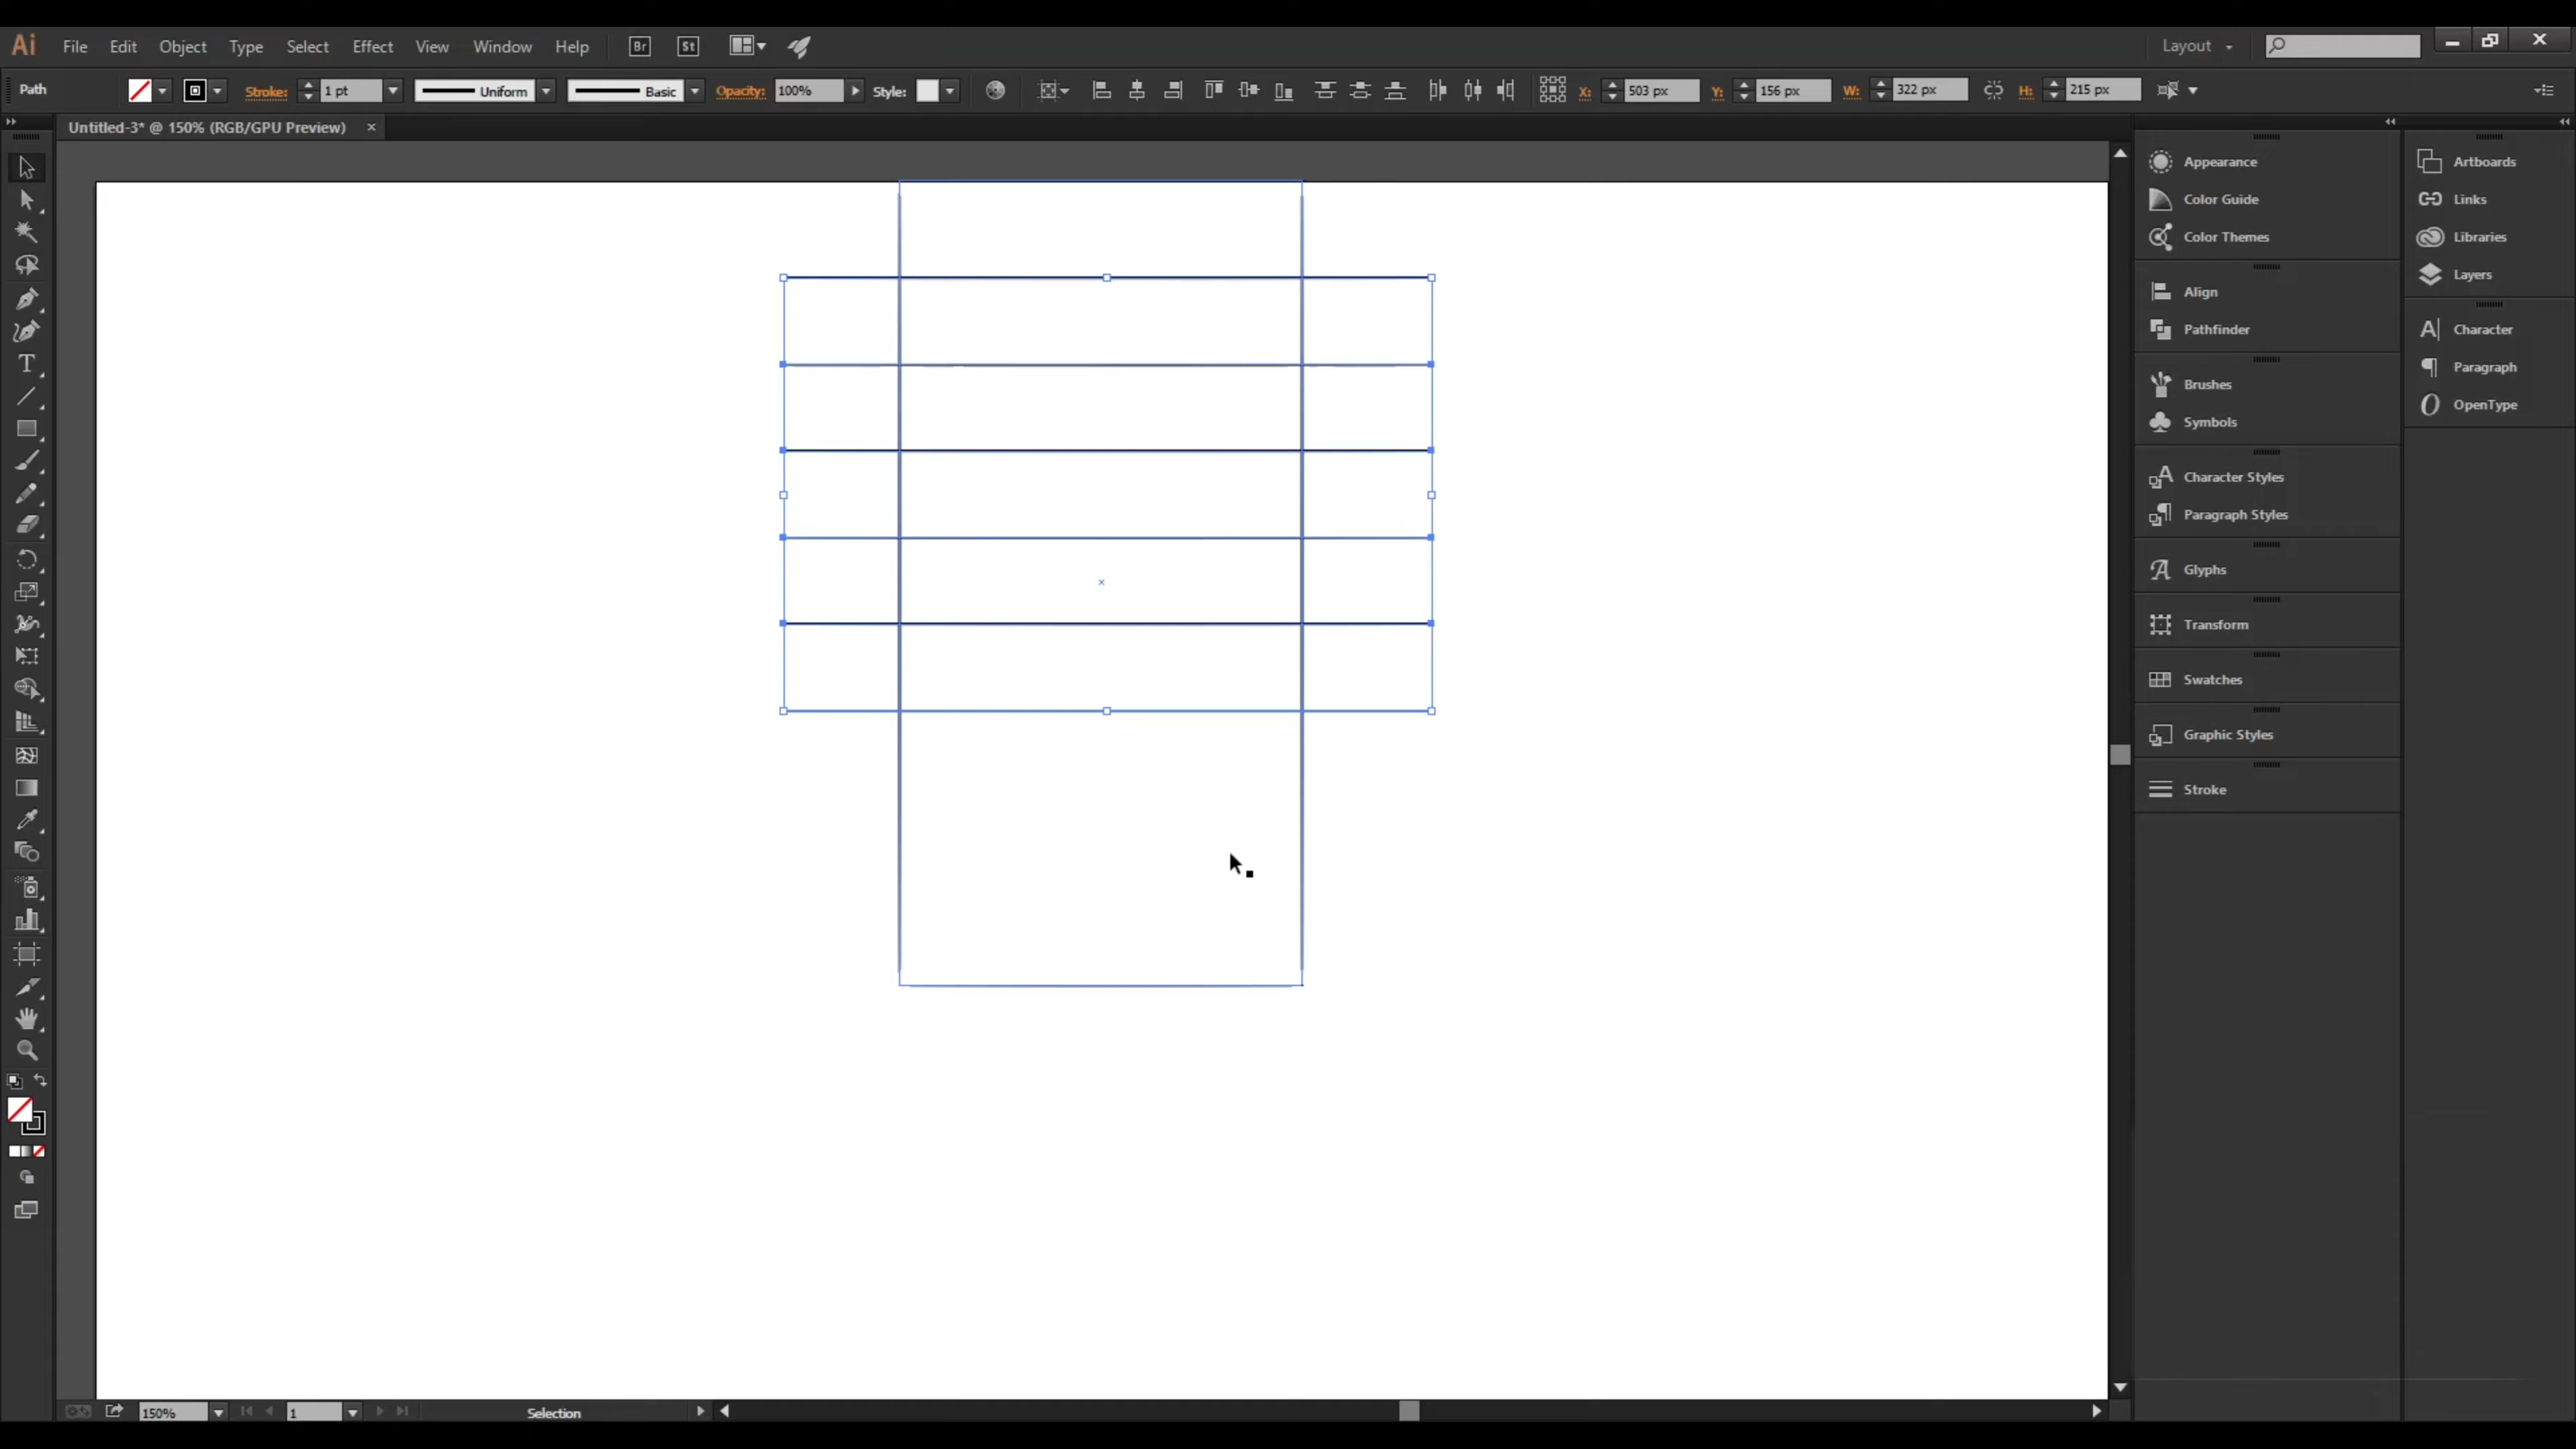 Ai File Edit Object Type Select Effect View Window Help Br St Layout
Path Stroke: 1 pt Uniform Basic Opacity: 100% Style: X: 503 px Y: 156 px W: 322 px H: 215 px
Untitled-3* @ 150% (RGB/GPU Preview) ×
Appearance
Color Guide
Color Themes
Align
Pathfinder
Brushes
Symbols
Character Styles
Paragraph Styles
Glyphs
Transform
Swatches
Graphic Styles
Stroke
Artboards
Links
Libraries
Layers
Character
Paragraph
OpenType
150% 1 Selection